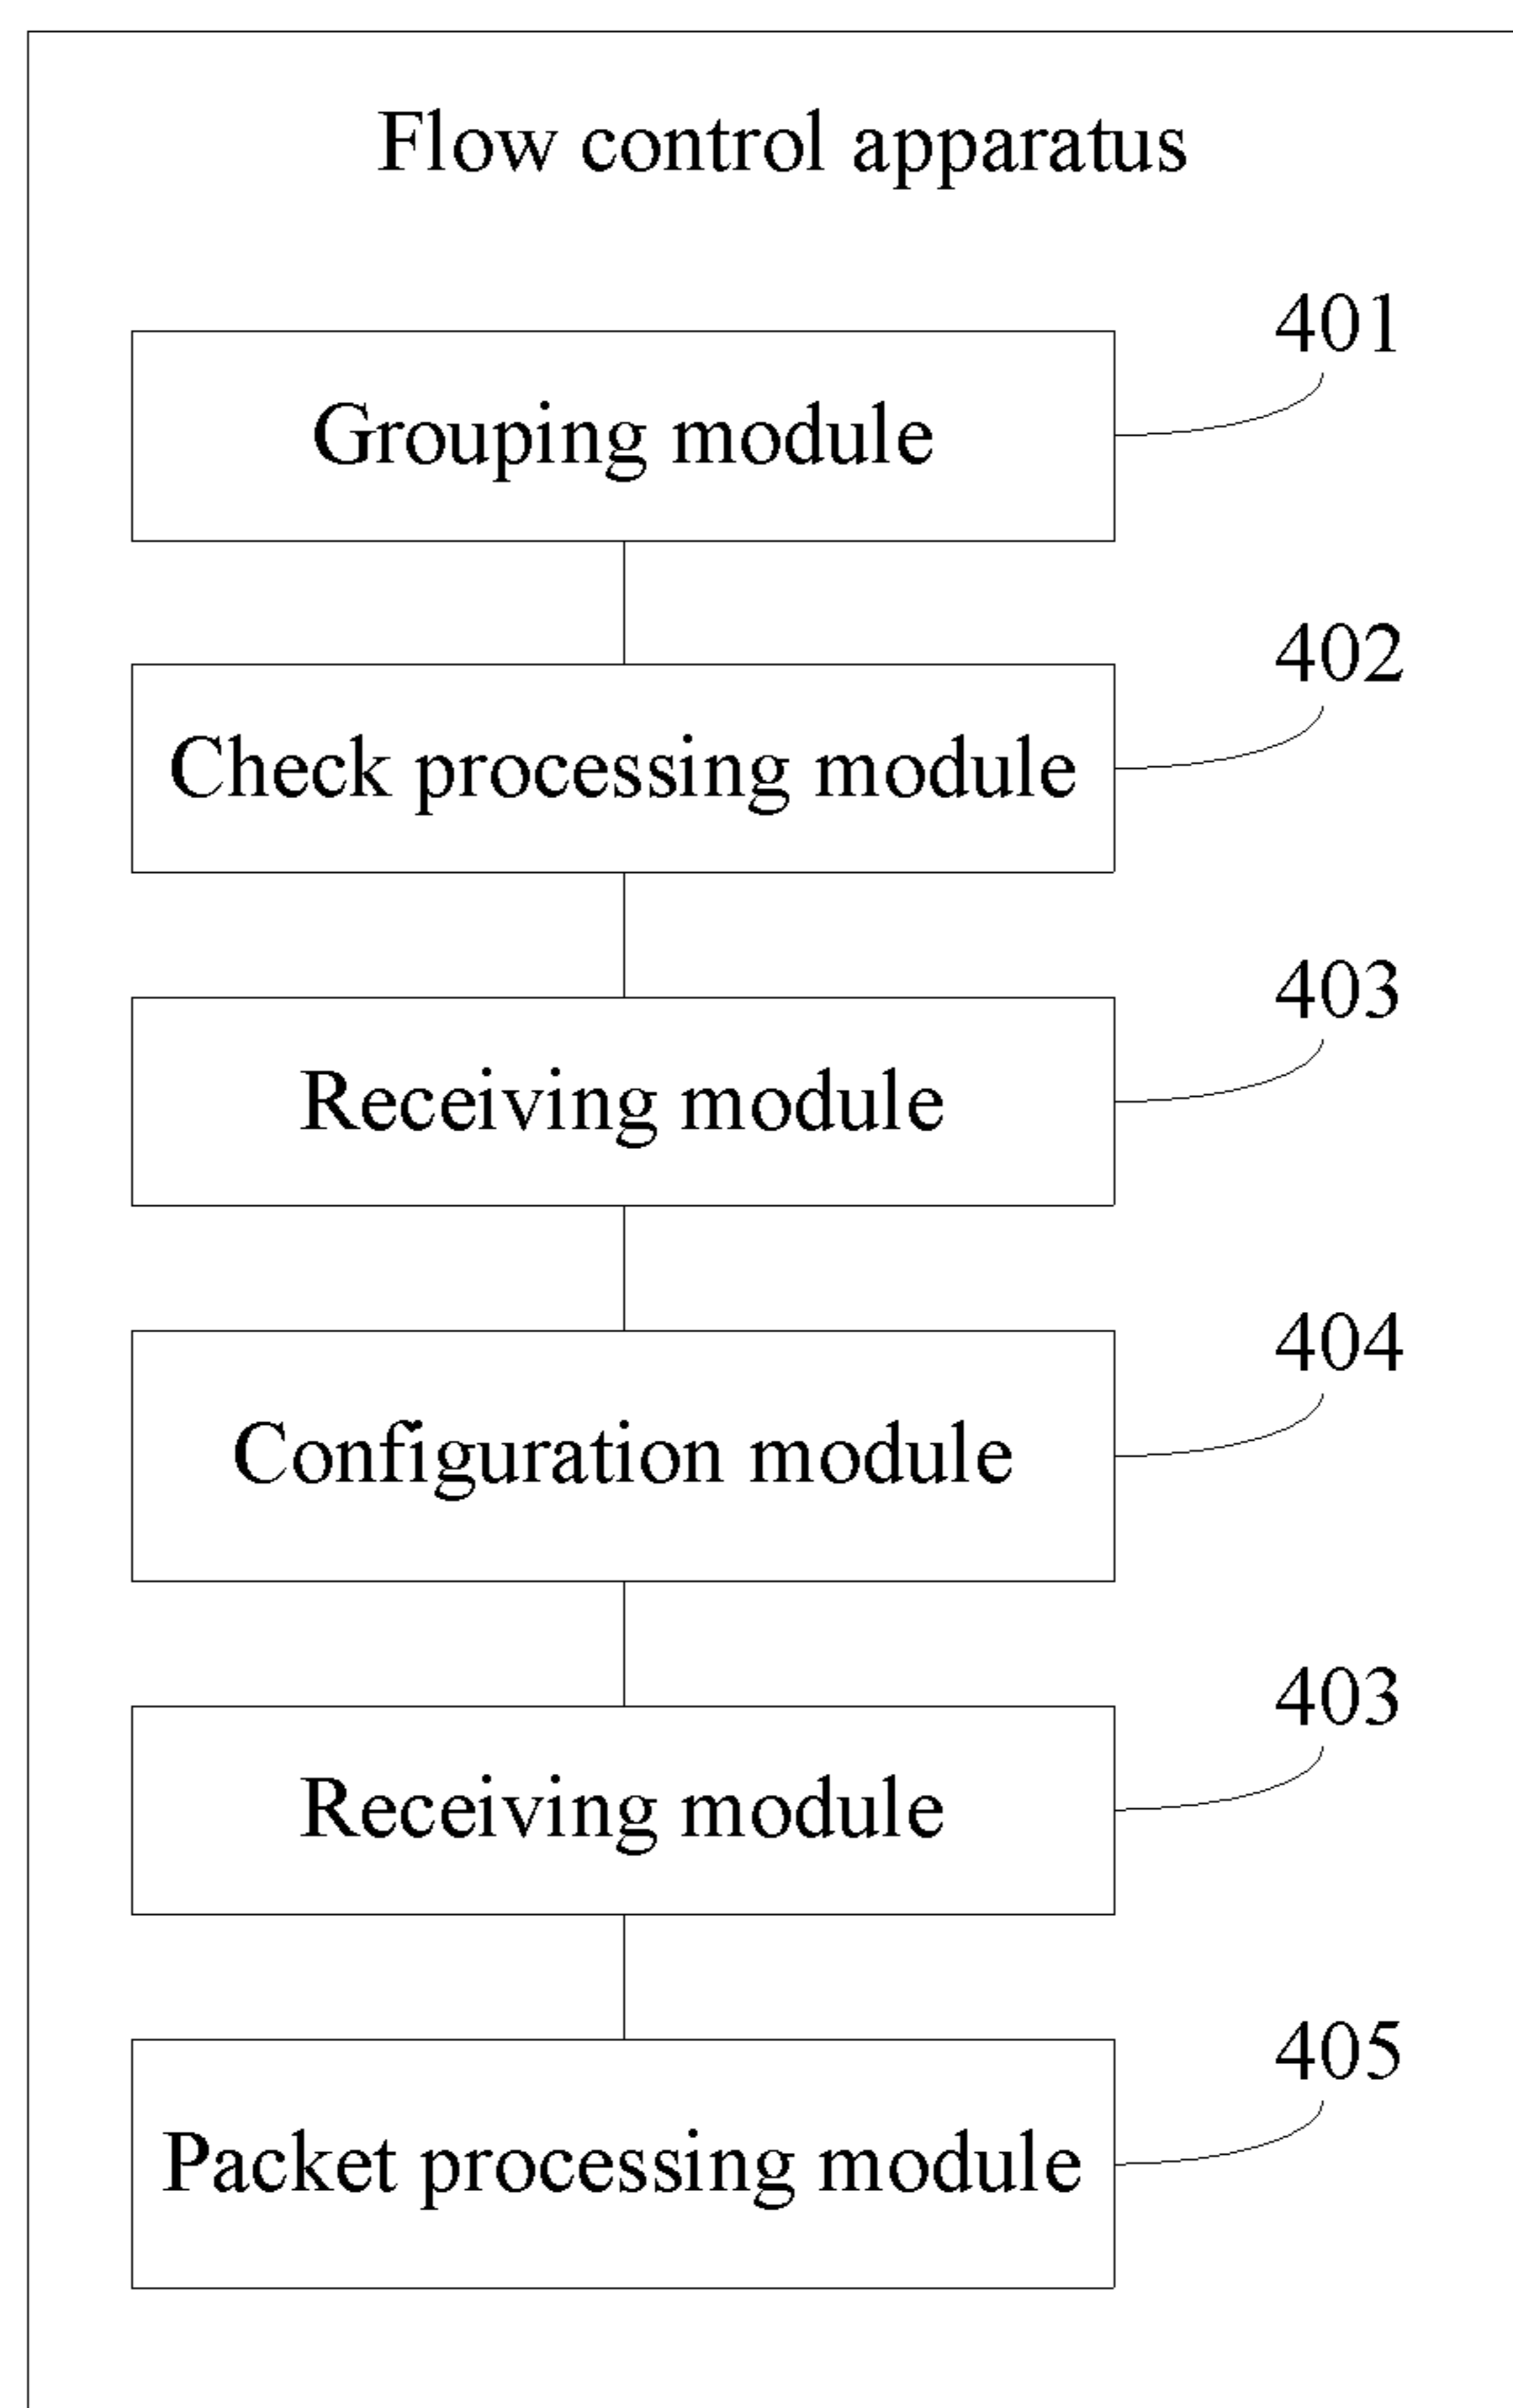 Flow control apparatus
401
Grouping module
402
Check processing module
403
Receiving module
404
Configuration module
403
Receiving module
405
Packet processing module